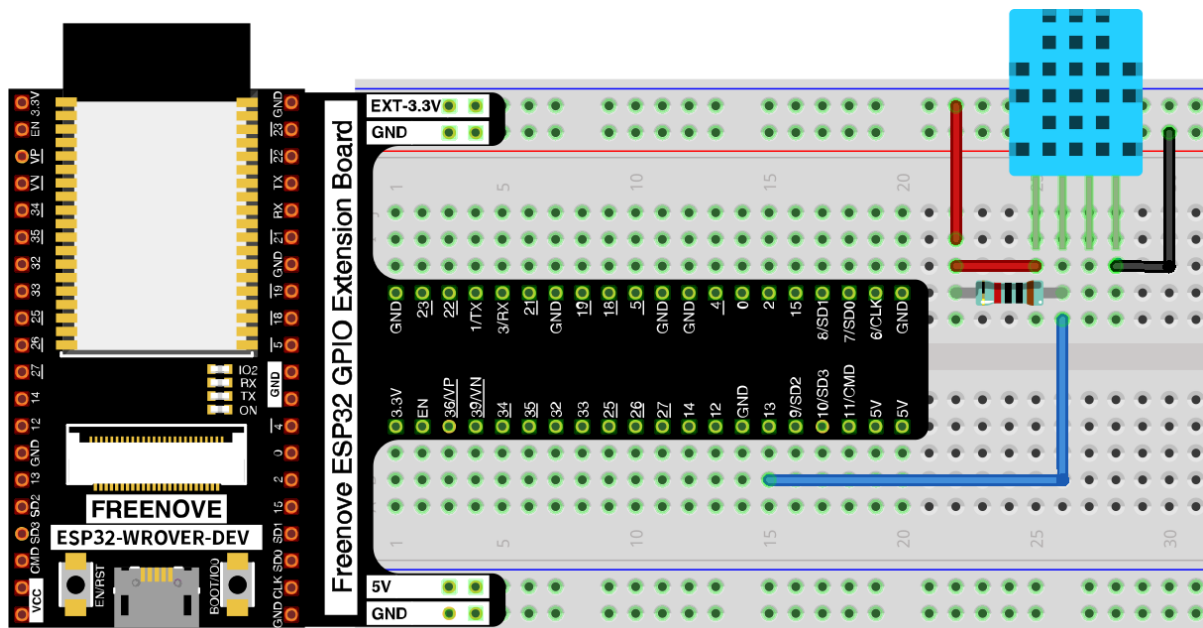 3.3V
EN
VP
VN
34
35
32
33
25
26
27
14
12
GND
13
SD2
SD3
CMD
VCC
GND
23
22
TX
RX
21
GND
19
18
5
GND
4
0
2
15
SD1
SD0
CLK
GND
IO2
RX
TX
ON
FREENOVE
ESP32-WROVER-DEV
EN/RST
BOOT/IO0
Freenove ESP32 GPIO Extension Board
EXT-3.3V
GND
1 5 10 15 20
GND 23 22 1/TX 3/RX 21 GND 19 18 5 GND GND 4 0 2 15 8/SD1 7/SD0 6/CLK GND
3.3V EN 36/VP 39/VN 34 35 32 33 25 26 27 14 12 GND 13 9/SD2 10/SD3 11/CMD 5V 5V
1 5 10 15 20 25 30
5V
GND